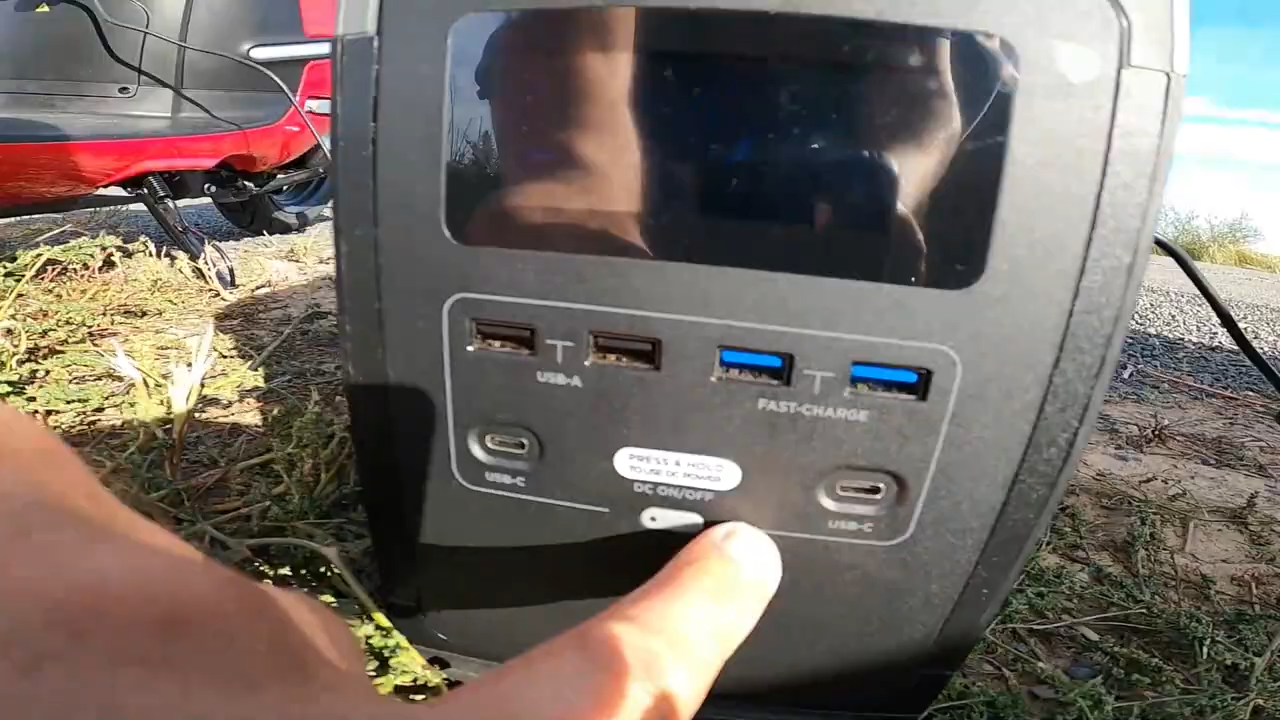 USB-A
FAST-CHARGE
USB-C
PRESS & HOLD
TO USE DC POWER
DC ON/OFF
USB-C